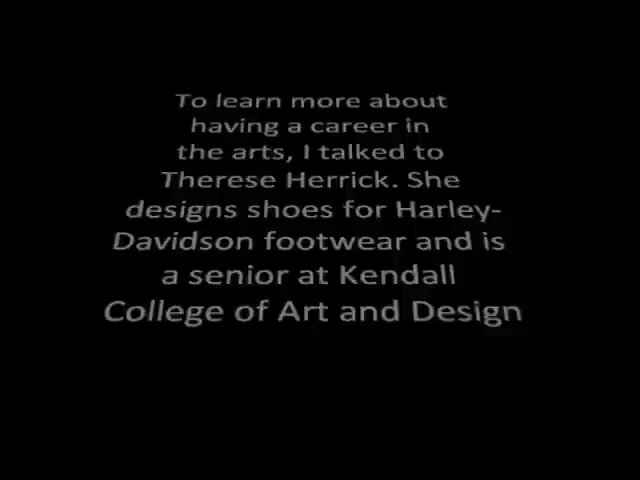 To learn more about
having a career in
the arts, I talked to
Therese Herrick. She
designs shoes for Harley-
Davidson footwear and is
a senior at Kendall
College of Art and Design